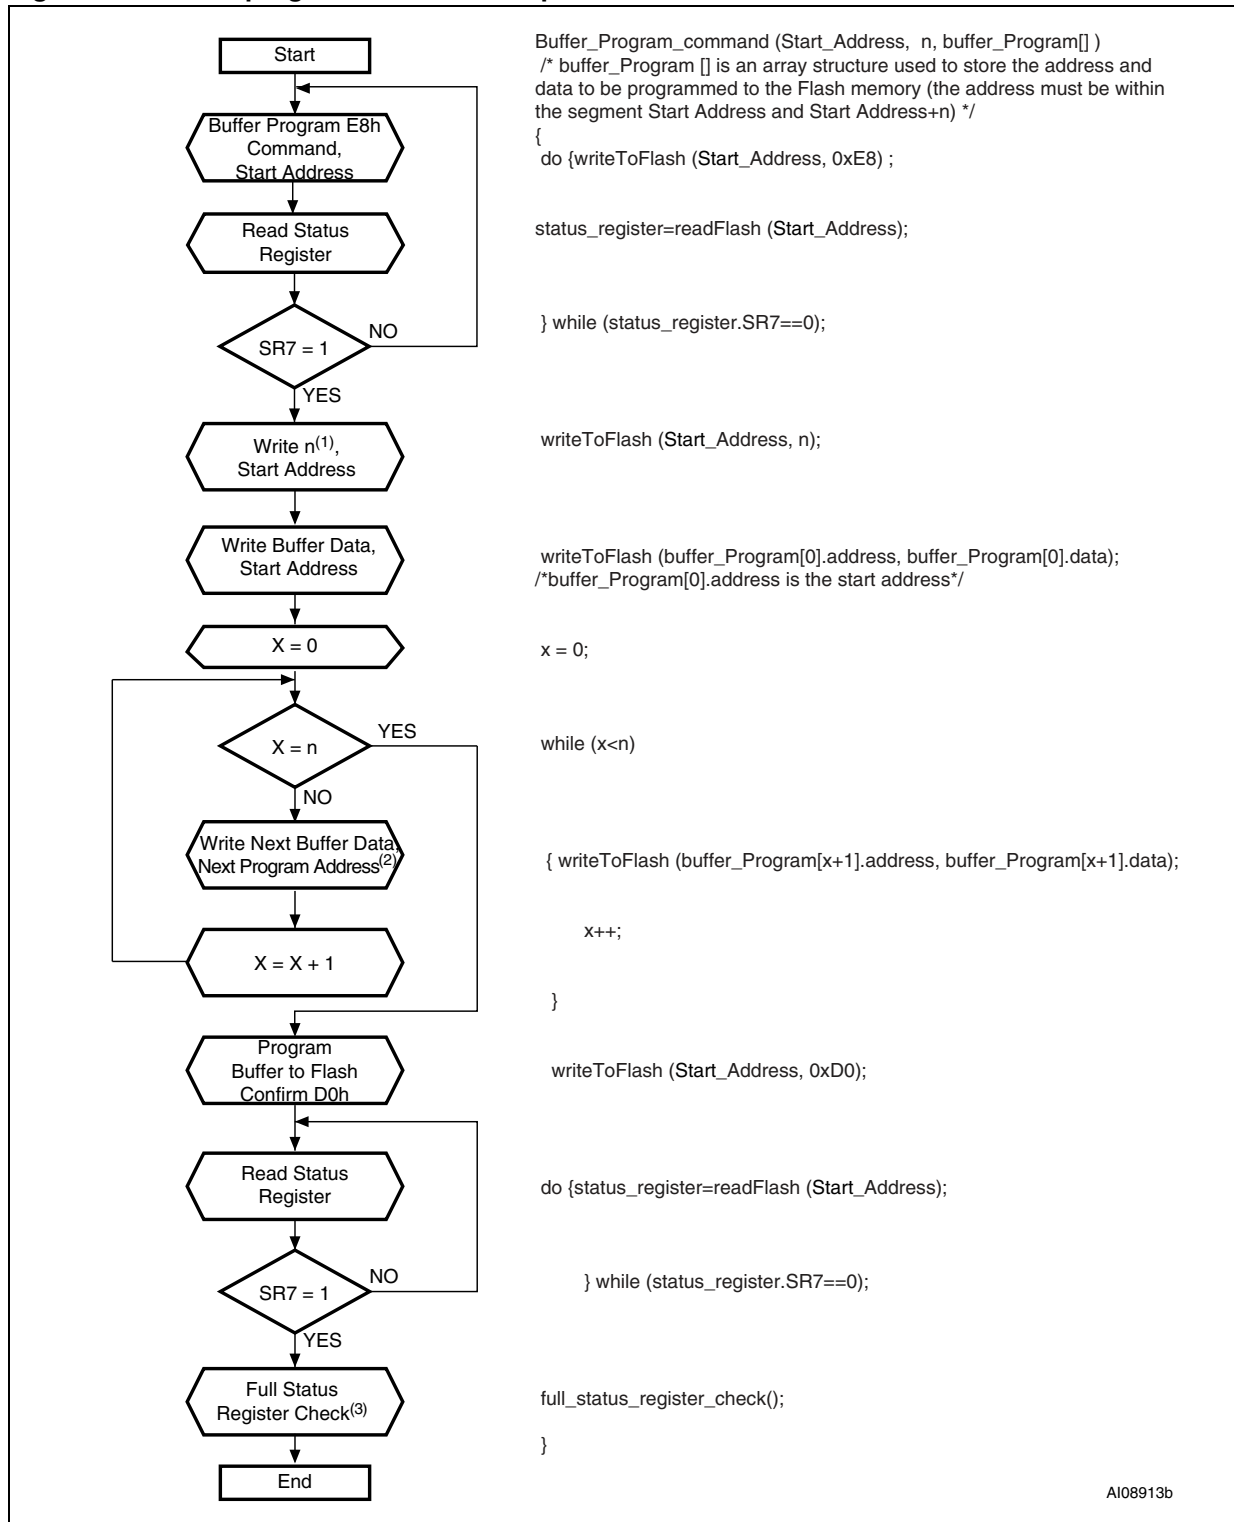 Start
Buffer Program E8h
Command,
Start Address
Read Status
Register
SR7 = 1
NO
YES
Write n(1),
Start Address
Write Buffer Data,
Start Address
X = 0
X = n
YES
NO
Write Next Buffer Data,
Next Program Address(2)
X = X + 1
Program
Buffer to Flash
Confirm D0h
Read Status
Register
SR7 = 1
NO
YES
Full Status
Register Check(3)
End
Buffer_Program_command (Start_Address, n, buffer_Program[] )
/* buffer_Program [] is an array structure used to store the address and
data to be programmed to the Flash memory (the address must be within
the segment Start Address and Start Address+n) */
{
do {writeToFlash (Start_Address, 0xE8) ;
status_register=readFlash (Start_Address);
} while (status_register.SR7==0);
writeToFlash (Start_Address, n);
writeToFlash (buffer_Program[0].address, buffer_Program[0].data);
/*buffer_Program[0].address is the start address*/
x = 0;
while (x<n)
{ writeToFlash (buffer_Program[x+1].address, buffer_Program[x+1].data);
x++;
}
writeToFlash (Start_Address, 0xD0);
do {status_register=readFlash (Start_Address);
} while (status_register.SR7==0);
full_status_register_check();
}
AI08913b